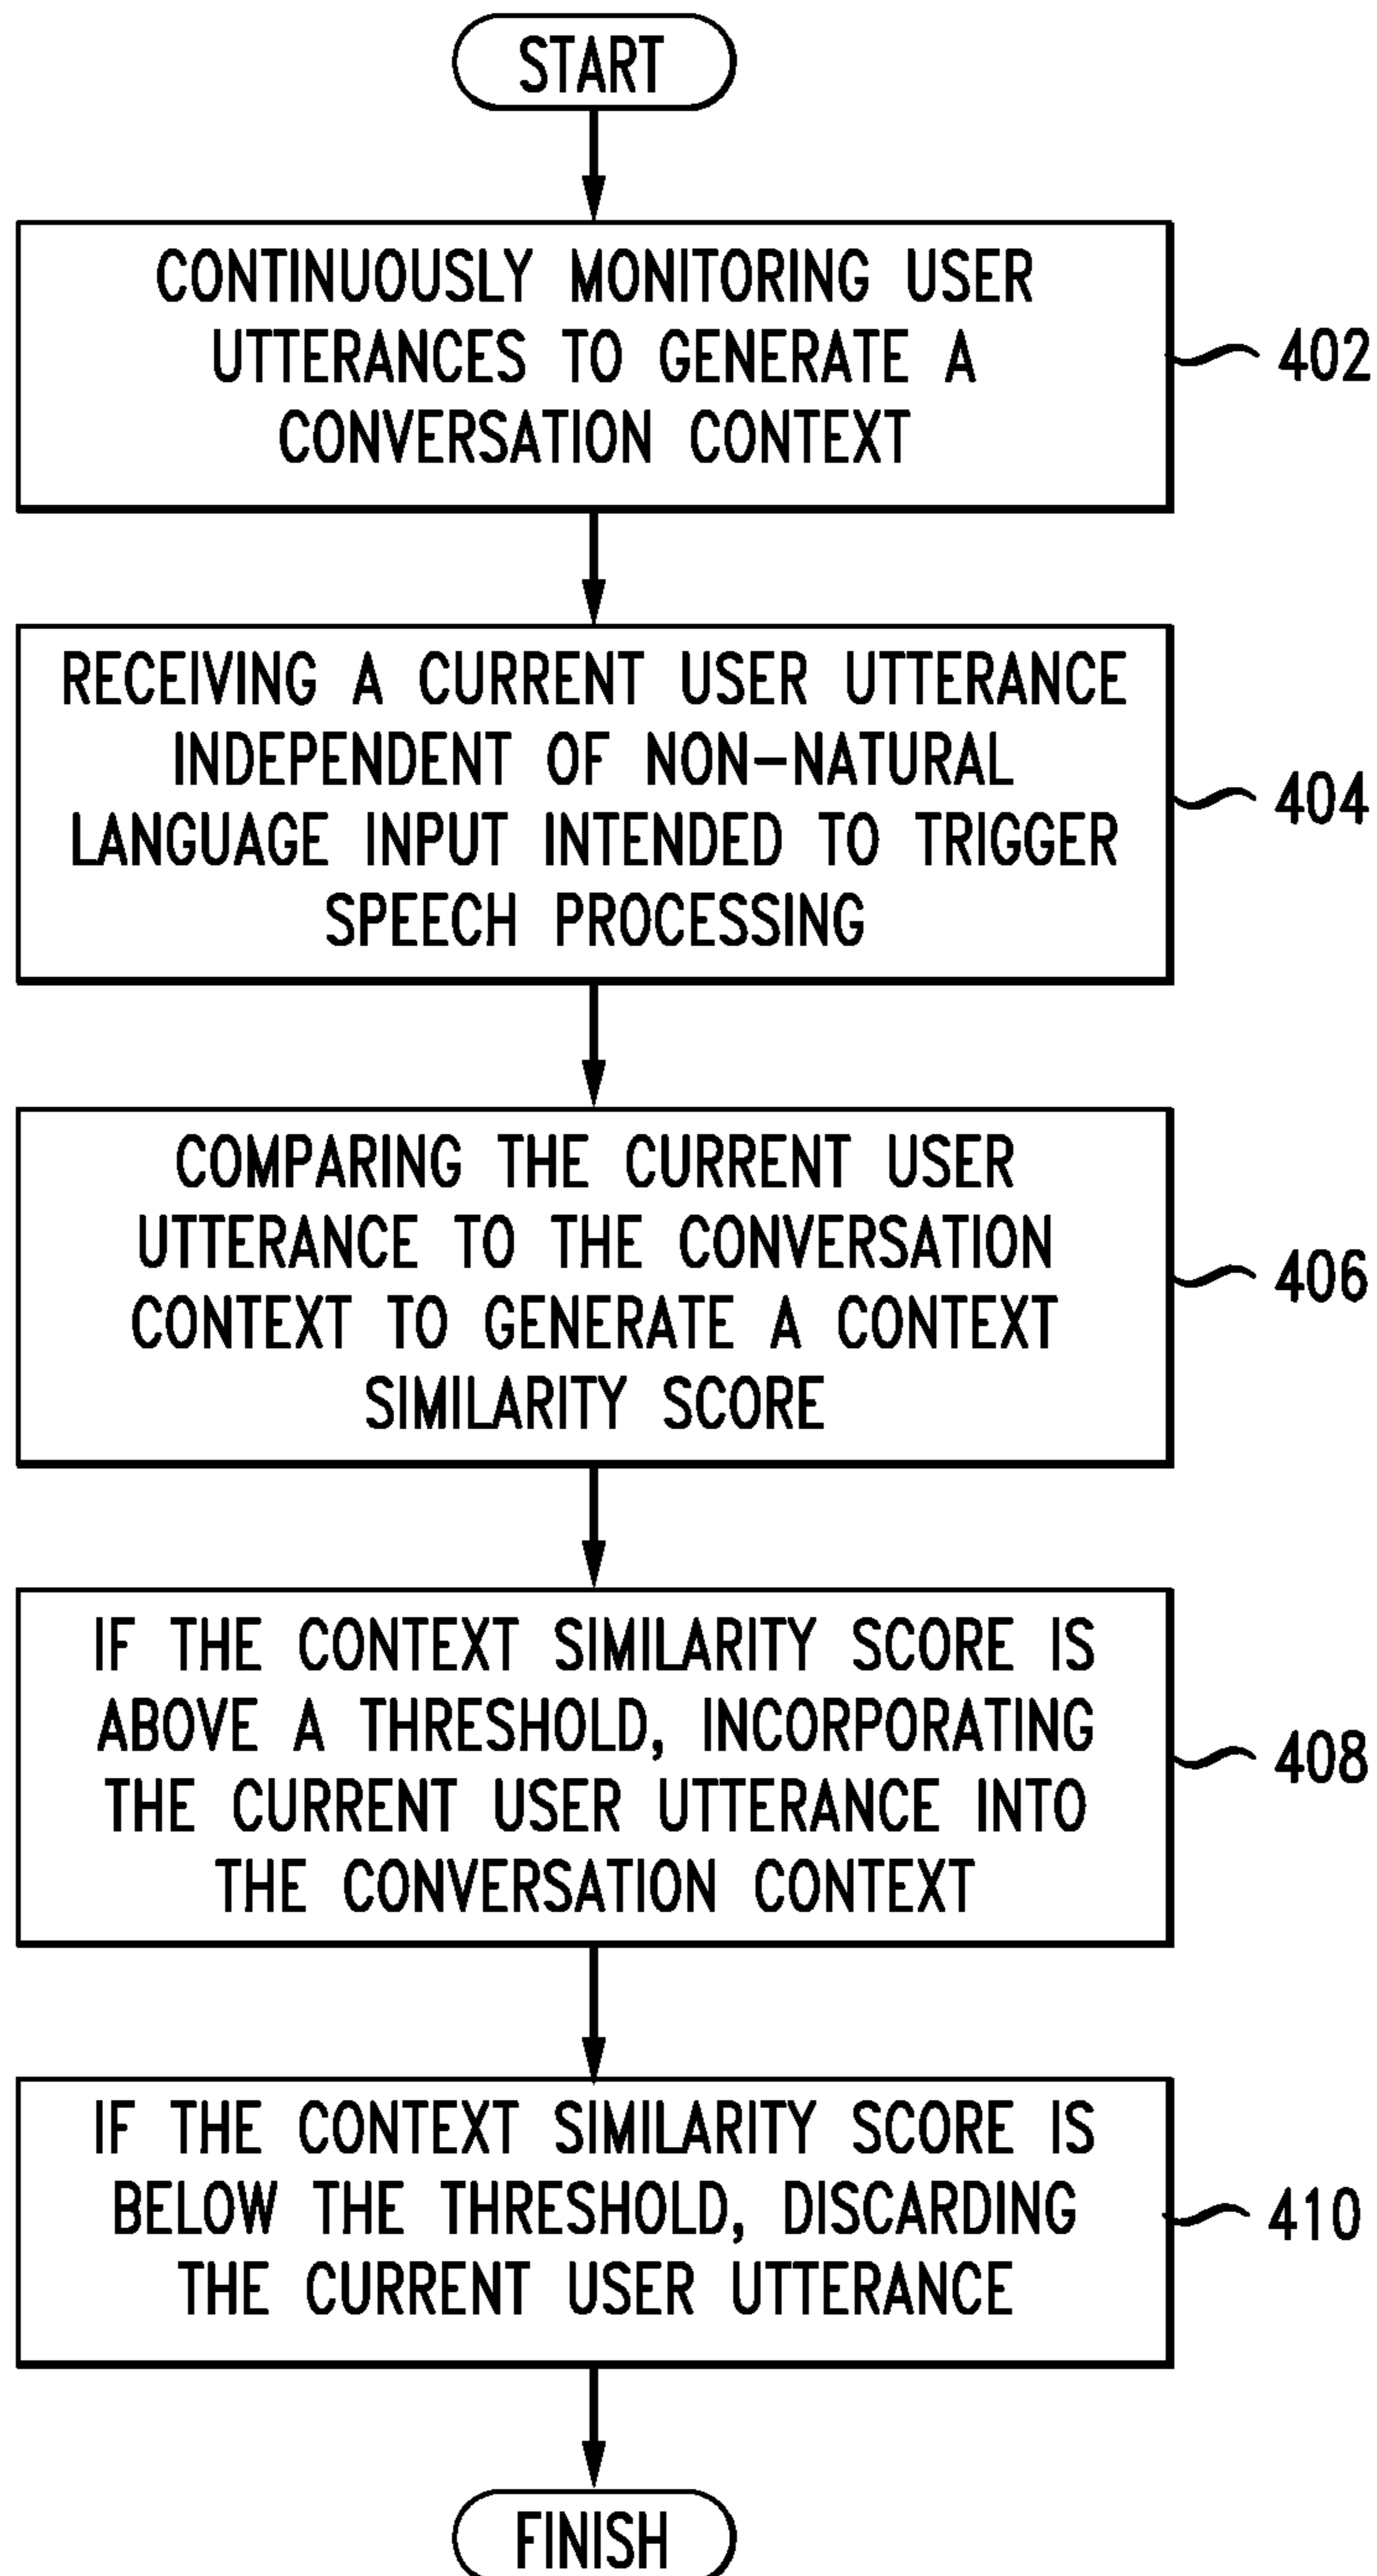 START
CONTINUOUSLY MONITORING USER
UTTERANCES TO GENERATE A
CONVERSATION CONTEXT
402
RECEIVING A CURRENT USER UTTERANCE
INDEPENDENT OF NON-NATURAL
LANGUAGE INPUT INTENDED TO TRIGGER
SPEECH PROCESSING
404
COMPARING THE CURRENT USER
UTTERANCE TO THE CONVERSATION
CONTEXT TO GENERATE A CONTEXT
SIMILARITY SCORE
406
IF THE CONTEXT SIMILARITY SCORE IS
ABOVE A THRESHOLD, INCORPORATING
THE CURRENT USER UTTERANCE INTO
THE CONVERSATION CONTEXT
408
IF THE CONTEXT SIMILARITY SCORE IS
BELOW THE THRESHOLD, DISCARDING
THE CURRENT USER UTTERANCE
410
FINISH